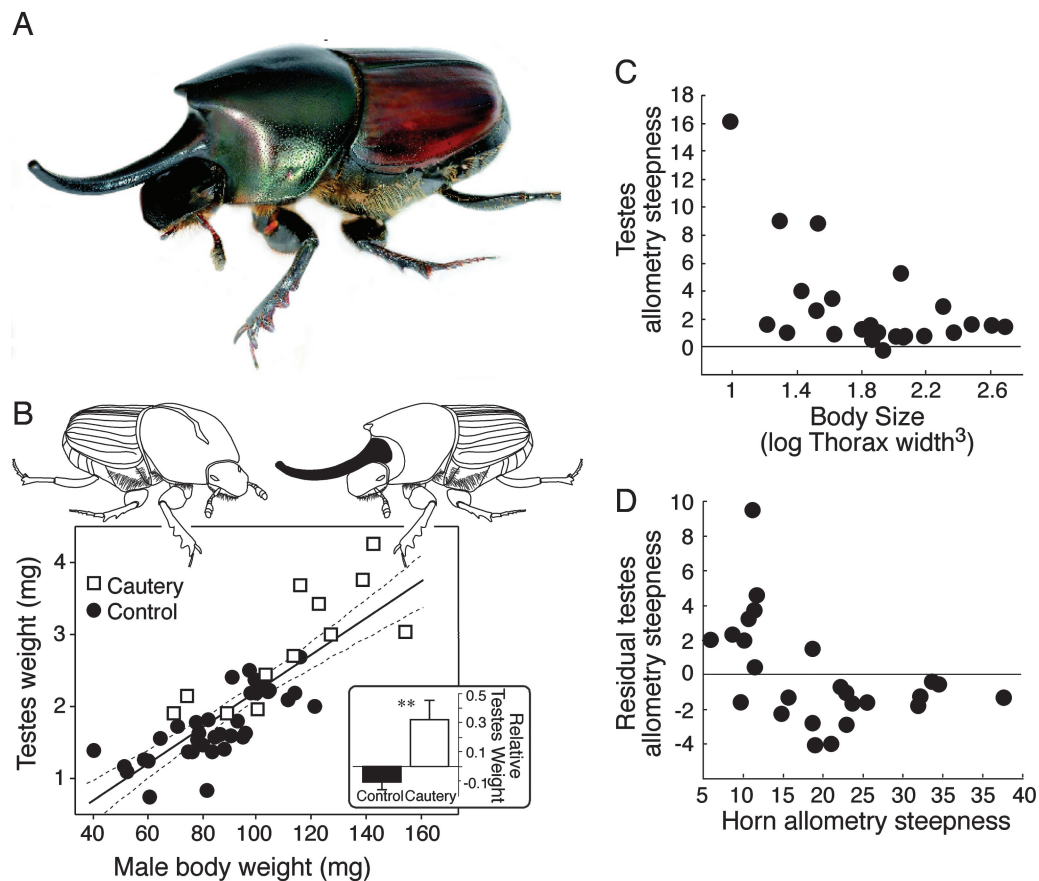 A
B
Testes weight (mg)
4
3
2
1
Cautery
Control
40
60
80
100
120
140
160
Male body weight (mg)
**
0.5
0.3
0.1
-0.1
Relative
Testes Weight
Control Cautery
C
Testes
allometry steepness
18
16
14
12
10
8
6
4
2
0
1
1.4
1.8
2.2
2.6
Body Size
(log Thorax width³)
D
Residual testes
allometry steepness
10
8
6
4
2
0
-2
-4
5
10
15
20
25
30
35
40
Horn allometry steepness